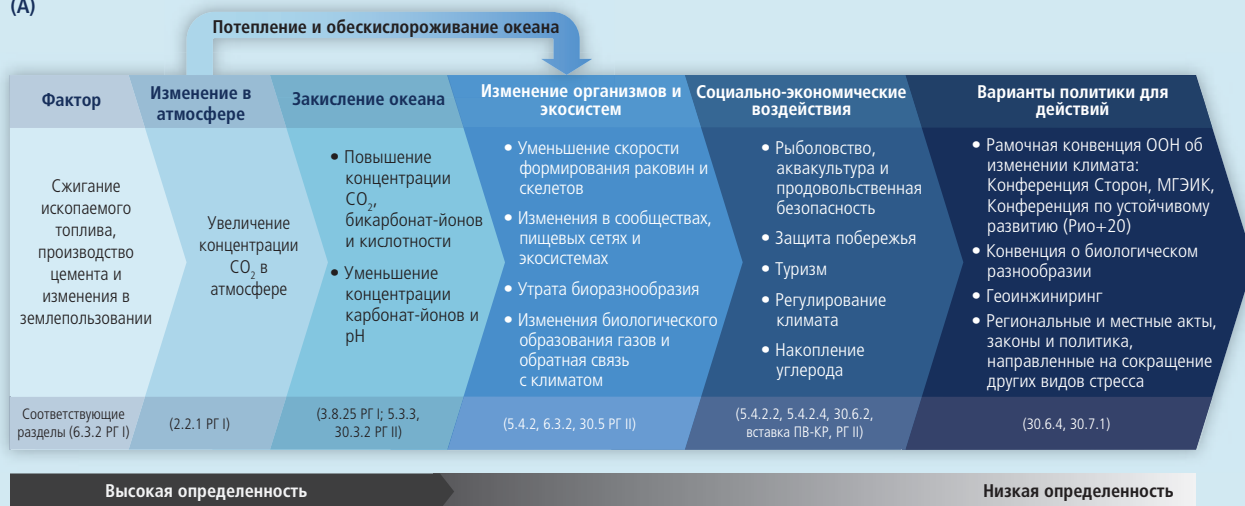 (А)
Потепление и обескислороживание океана
Фактор
Изменение в
атмосфере
Закисление океана
Изменение организмов и
экосистем
Социально-экономические
воздействия
Варианты политики для
действий
Сжигание
ископаемого
топлива,
производство
цемента и
изменения в
землепользовании
Увеличение
концентрации
CO₂ в
атмосфере
• Повышение
концентрации
CO₂,
бикарбонат-йонов
и кислотности
• Уменьшение
концентрации
карбонат-йонов и
pH
• Уменьшение скорости
формирования раковин и
скелетов
• Изменения в сообществах,
пищевых сетях и
экосистемах
• Утрата биоразнообразия
• Изменения биологического
образования газов и
обратная связь
с климатом
• Рыболовство,
аквакультура и
продовольственная
безопасность
• Защита побережья
• Туризм
• Регулирование
климата
• Накопление
углерода
• Рамочная конвенция ООН об
изменении климата:
Конференция Сторон, МГЭИК,
Конференция по устойчивому
развитию (Рио+20)
• Конвенция о биологическом
разнообразии
• Геоинжиниринг
• Региональные и местные акты,
законы и политика,
направленные на сокращение
других видов стресса
Соответствующие
разделы (6.3.2 РГ I)
(2.2.1 РГ I)
(3.8.25 РГ I; 5.3.3,
30.3.2 РГ II)
(5.4.2, 6.3.2, 30.5 РГ II)
(5.4.2.2, 5.4.2.4, 30.6.2,
вставка ПВ-КР, РГ II)
(30.6.4, 30.7.1)
Высокая определенность
Низкая определенность